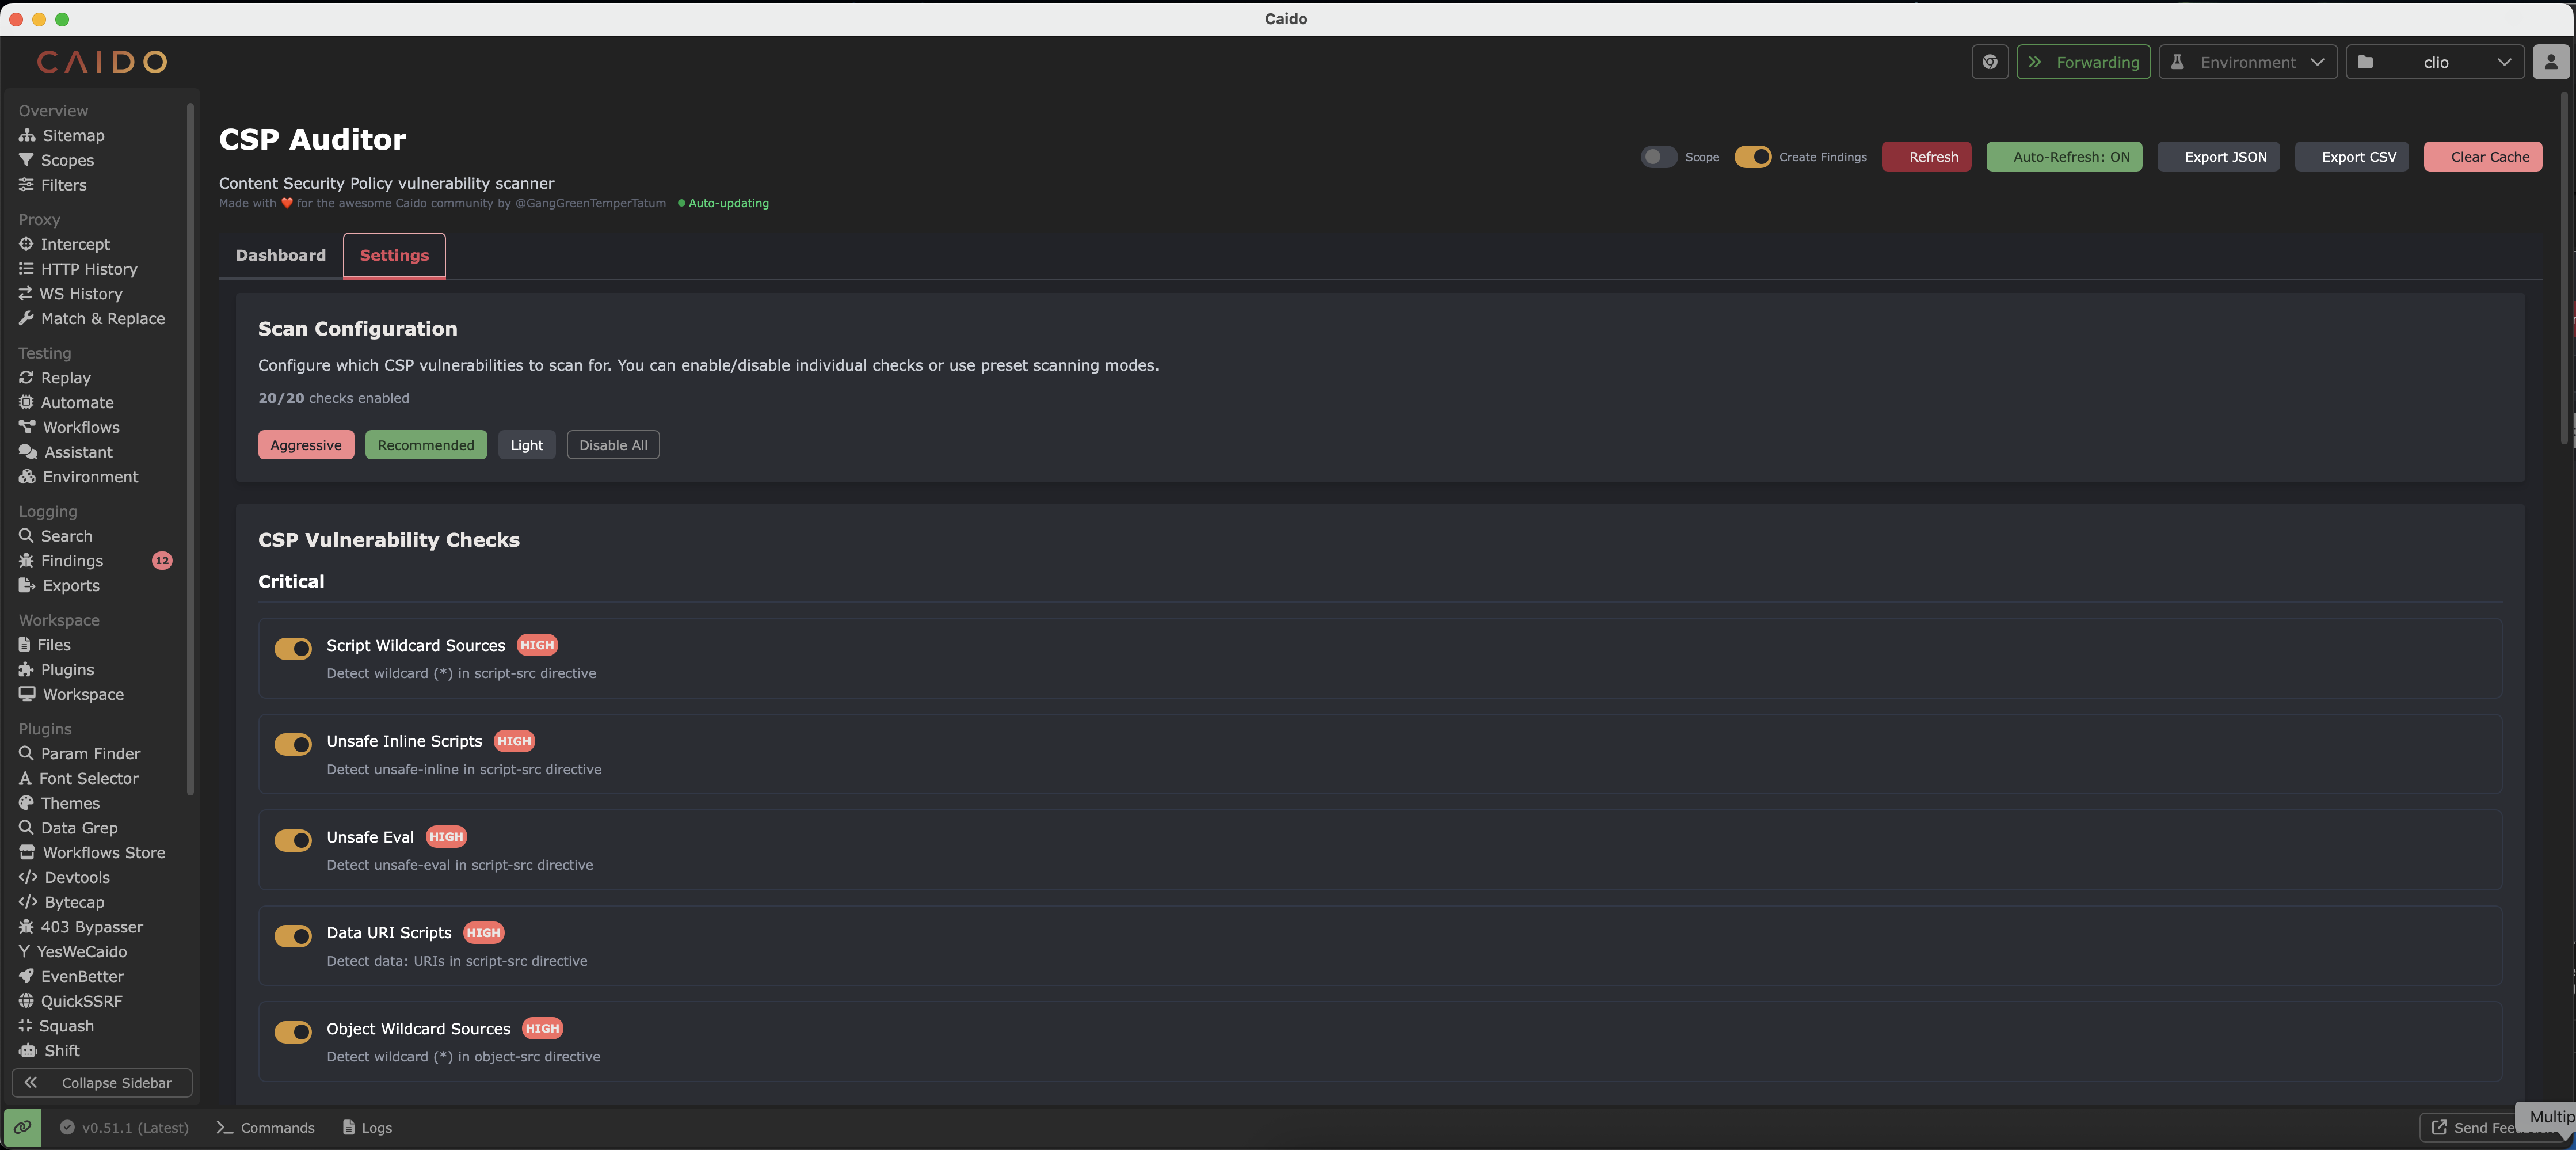 Caido
CAIDO
Forwarding
Environment
clio
Overview
Sitemap
Scopes
Filters
Proxy
Intercept
HTTP History
WS History
Match & Replace
Testing
Replay
Automate
Workflows
Assistant
Environment
Logging
Search
Findings 12
Exports
Workspace
Files
Plugins
Workspace
Plugins
Param Finder
Font Selector
Themes
Data Grep
Workflows Store
Devtools
Bytecap
403 Bypasser
YesWeCaido
EvenBetter
QuickSSRF
Squash
Shift
Collapse Sidebar
CSP Auditor
Content Security Policy vulnerability scanner
Made with ❤️ for the awesome Caido community by @GangGreenTemperTatum Auto-updating
Scope
Create Findings
Refresh
Auto-Refresh: ON
Export JSON
Export CSV
Clear Cache
Dashboard
Settings
Scan Configuration
Configure which CSP vulnerabilities to scan for. You can enable/disable individual checks or use preset scanning modes.
20/20 checks enabled
Aggressive
Recommended
Light
Disable All
CSP Vulnerability Checks
Critical
Script Wildcard Sources HIGH
Detect wildcard (*) in script-src directive
Unsafe Inline Scripts HIGH
Detect unsafe-inline in script-src directive
Unsafe Eval HIGH
Detect unsafe-eval in script-src directive
Data URI Scripts HIGH
Detect data: URIs in script-src directive
Object Wildcard Sources HIGH
Detect wildcard (*) in object-src directive
v0.51.1 (Latest)
Commands
Logs
Send